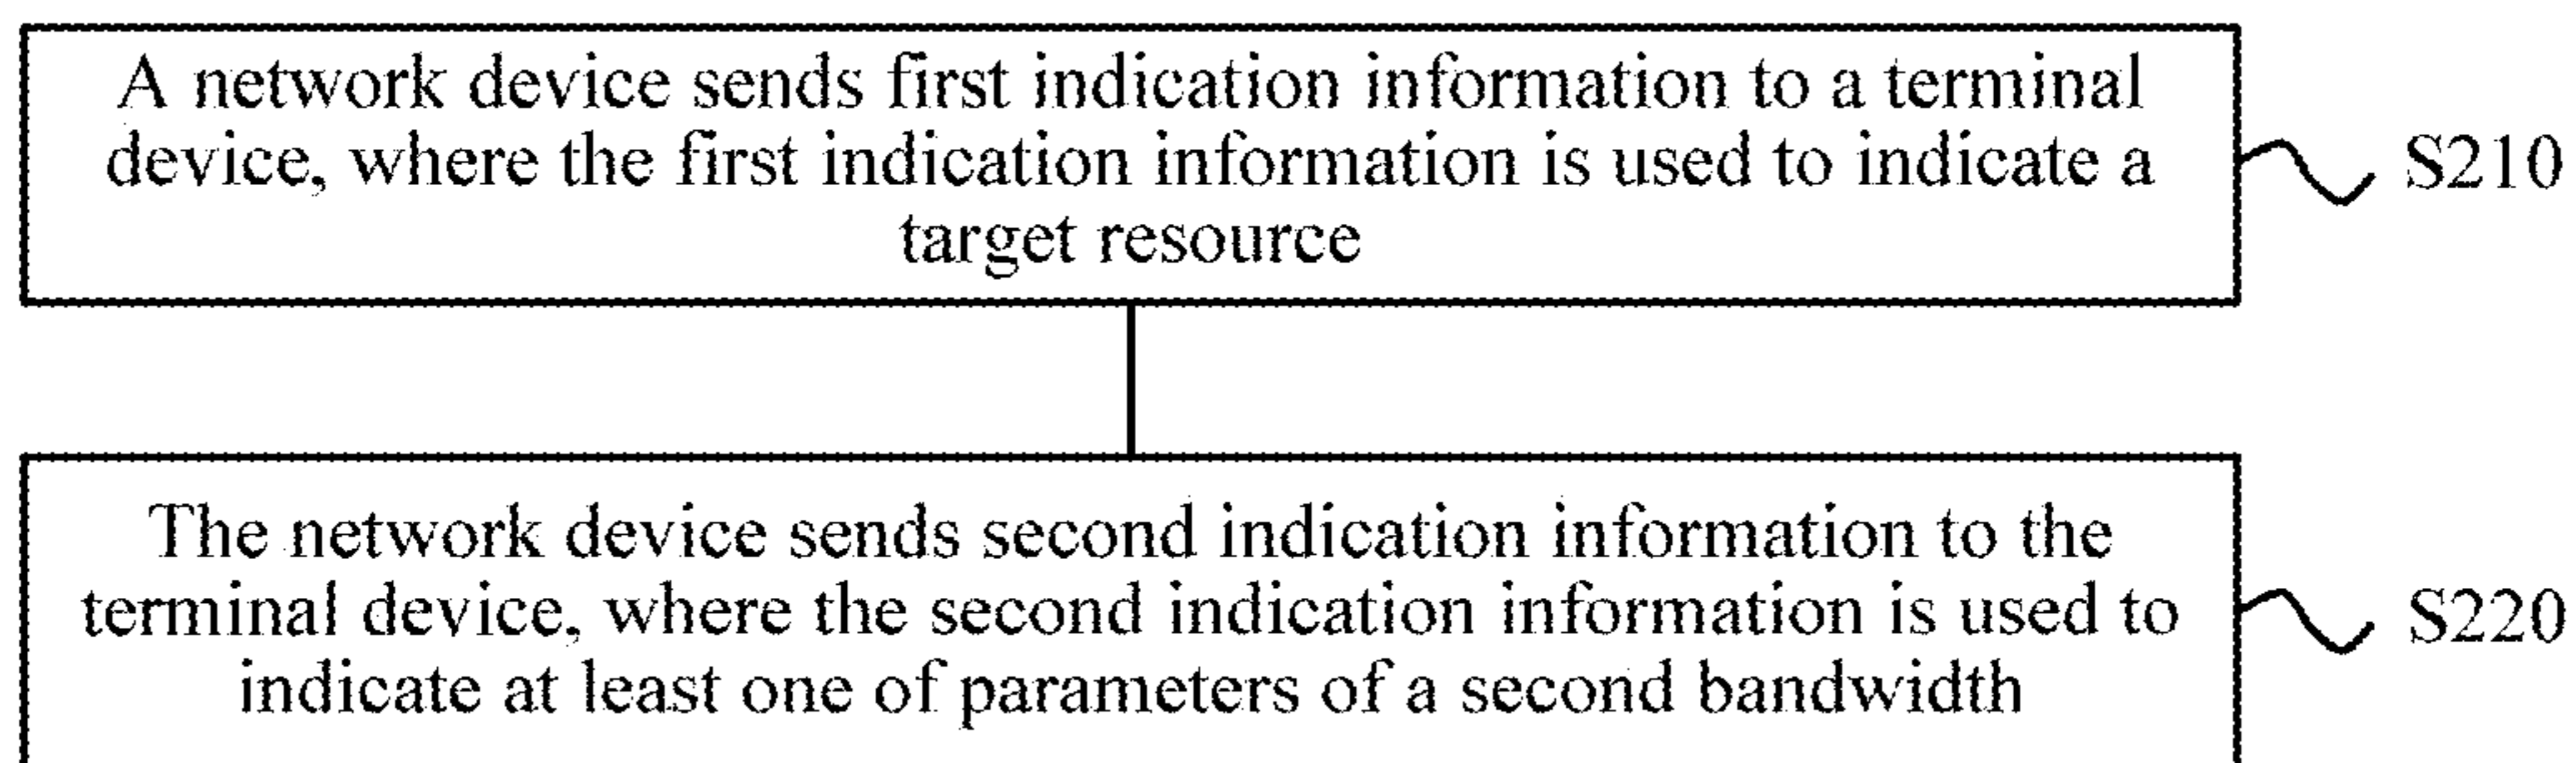 A network device sends first indication information to a terminal
device, where the first indication information is used to indicate a
target resource
S210
The network device sends second indication information to the
terminal device, where the second indication information is used to
indicate at least one of parameters of a second bandwidth
S220